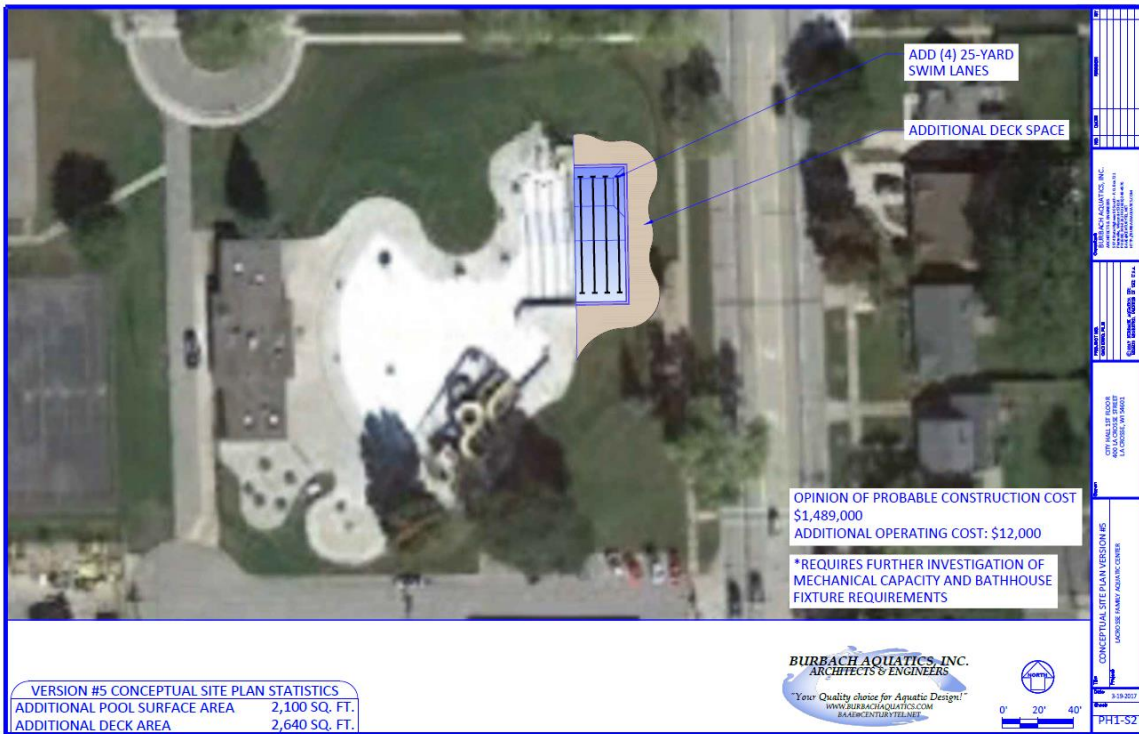 ADD (4) 25-YARD
SWIM LANES
ADDITIONAL DECK SPACE
OPINION OF PROBABLE CONSTRUCTION COST
$1,489,000
ADDITIONAL OPERATING COST: $12,000
*REQUIRES FURTHER INVESTIGATION OF
MECHANICAL CAPACITY AND BATHHOUSE
FIXTURE REQUIREMENTS
VERSION #5 CONCEPTUAL SITE PLAN STATISTICS
ADDITIONAL POOL SURFACE AREA 2,100 SQ. FT.
ADDITIONAL DECK AREA 2,640 SQ. FT.
BURBACH AQUATICS, INC.
ARCHITECTS & ENGINEERS
"Your Quality choice for Aquatic Design!"
WWW.BURBACHAQUATICS.COM
BAAE@CENTURYTEL.NET
NORTH
0' 20' 40'
BURBACH AQUATICS, INC.
CITY HALL 1ST FLOOR
400 LA CROSSE STREET
LA CROSSE, WI 54601
CONCEPTUAL SITE PLAN VERSION #5
LACROSSE FAMILY AQUATIC CENTER
3-19-2017
PH1-S2